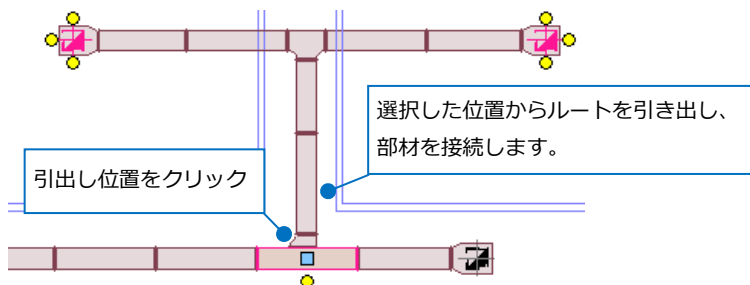 選択した位置からルートを引き出し、
部材を接続します。
引出し位置をクリック